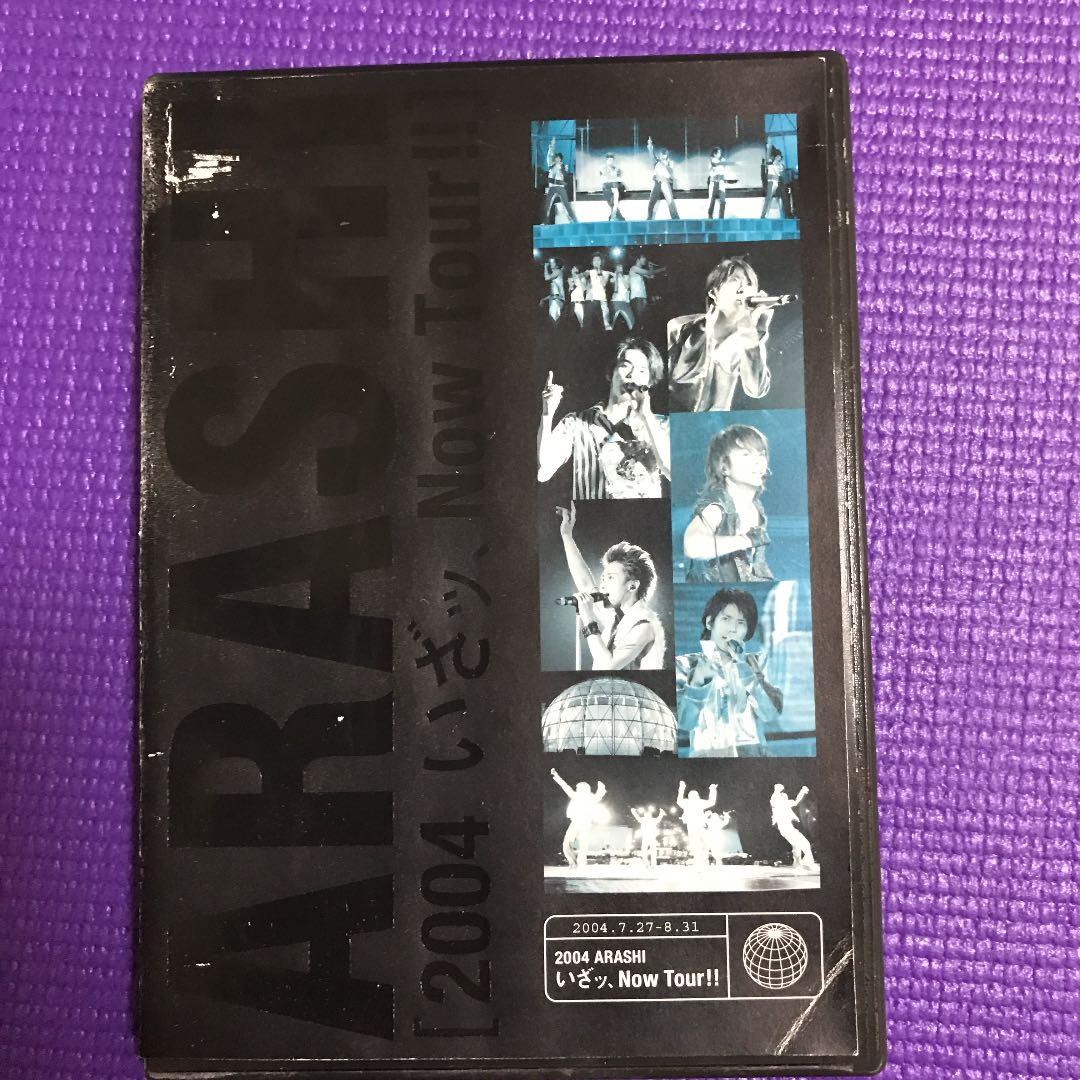 ARASHI
[2004 いざッ、Now Tour!!]
2004.7.27-8.31
2004 ARASHI
いざッ、Now Tour!!